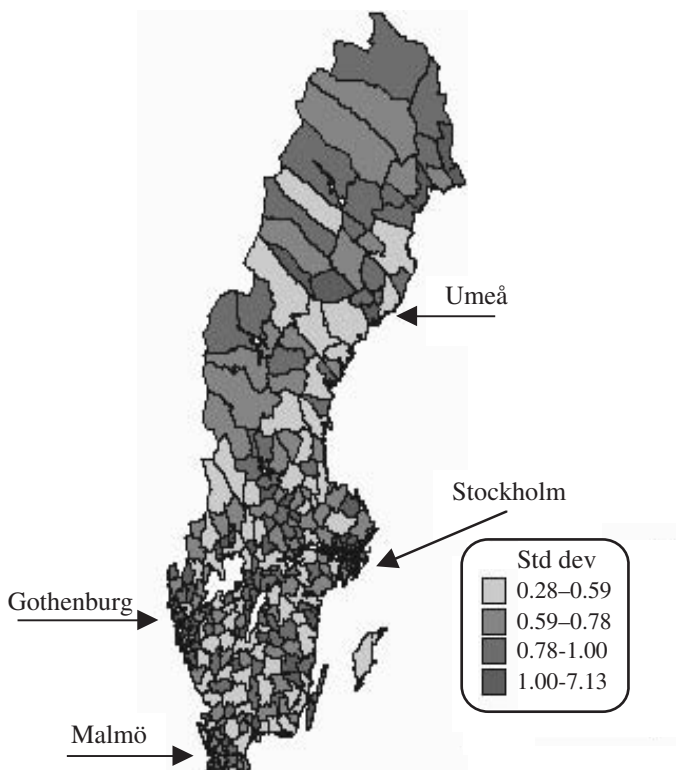 Umeå
Stockholm
Std dev
0.28–0.59
0.59–0.78
0.78-1.00
1.00-7.13
Gothenburg
Malmö